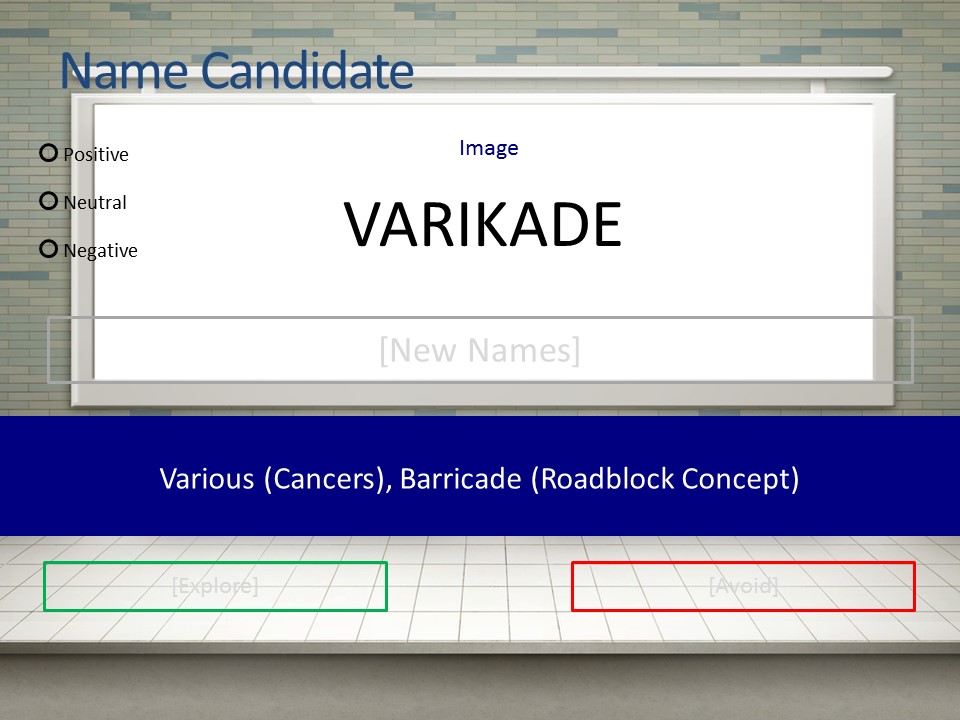 Name Candidate
Positive
Neutral
Negative
Image
VARIKADE
[New Names]
Various (Cancers), Barricade (Roadblock Concept)
[Explore]
[Avoid]